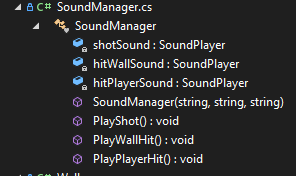 C# SoundManager.cs
SoundManager
shotSound : SoundPlayer
hitWallSound : SoundPlayer
hitPlayerSound : SoundPlayer
SoundManager(string, string, string)
PlayShot() : void
PlayWallHit() : void
PlayPlayerHit() : void